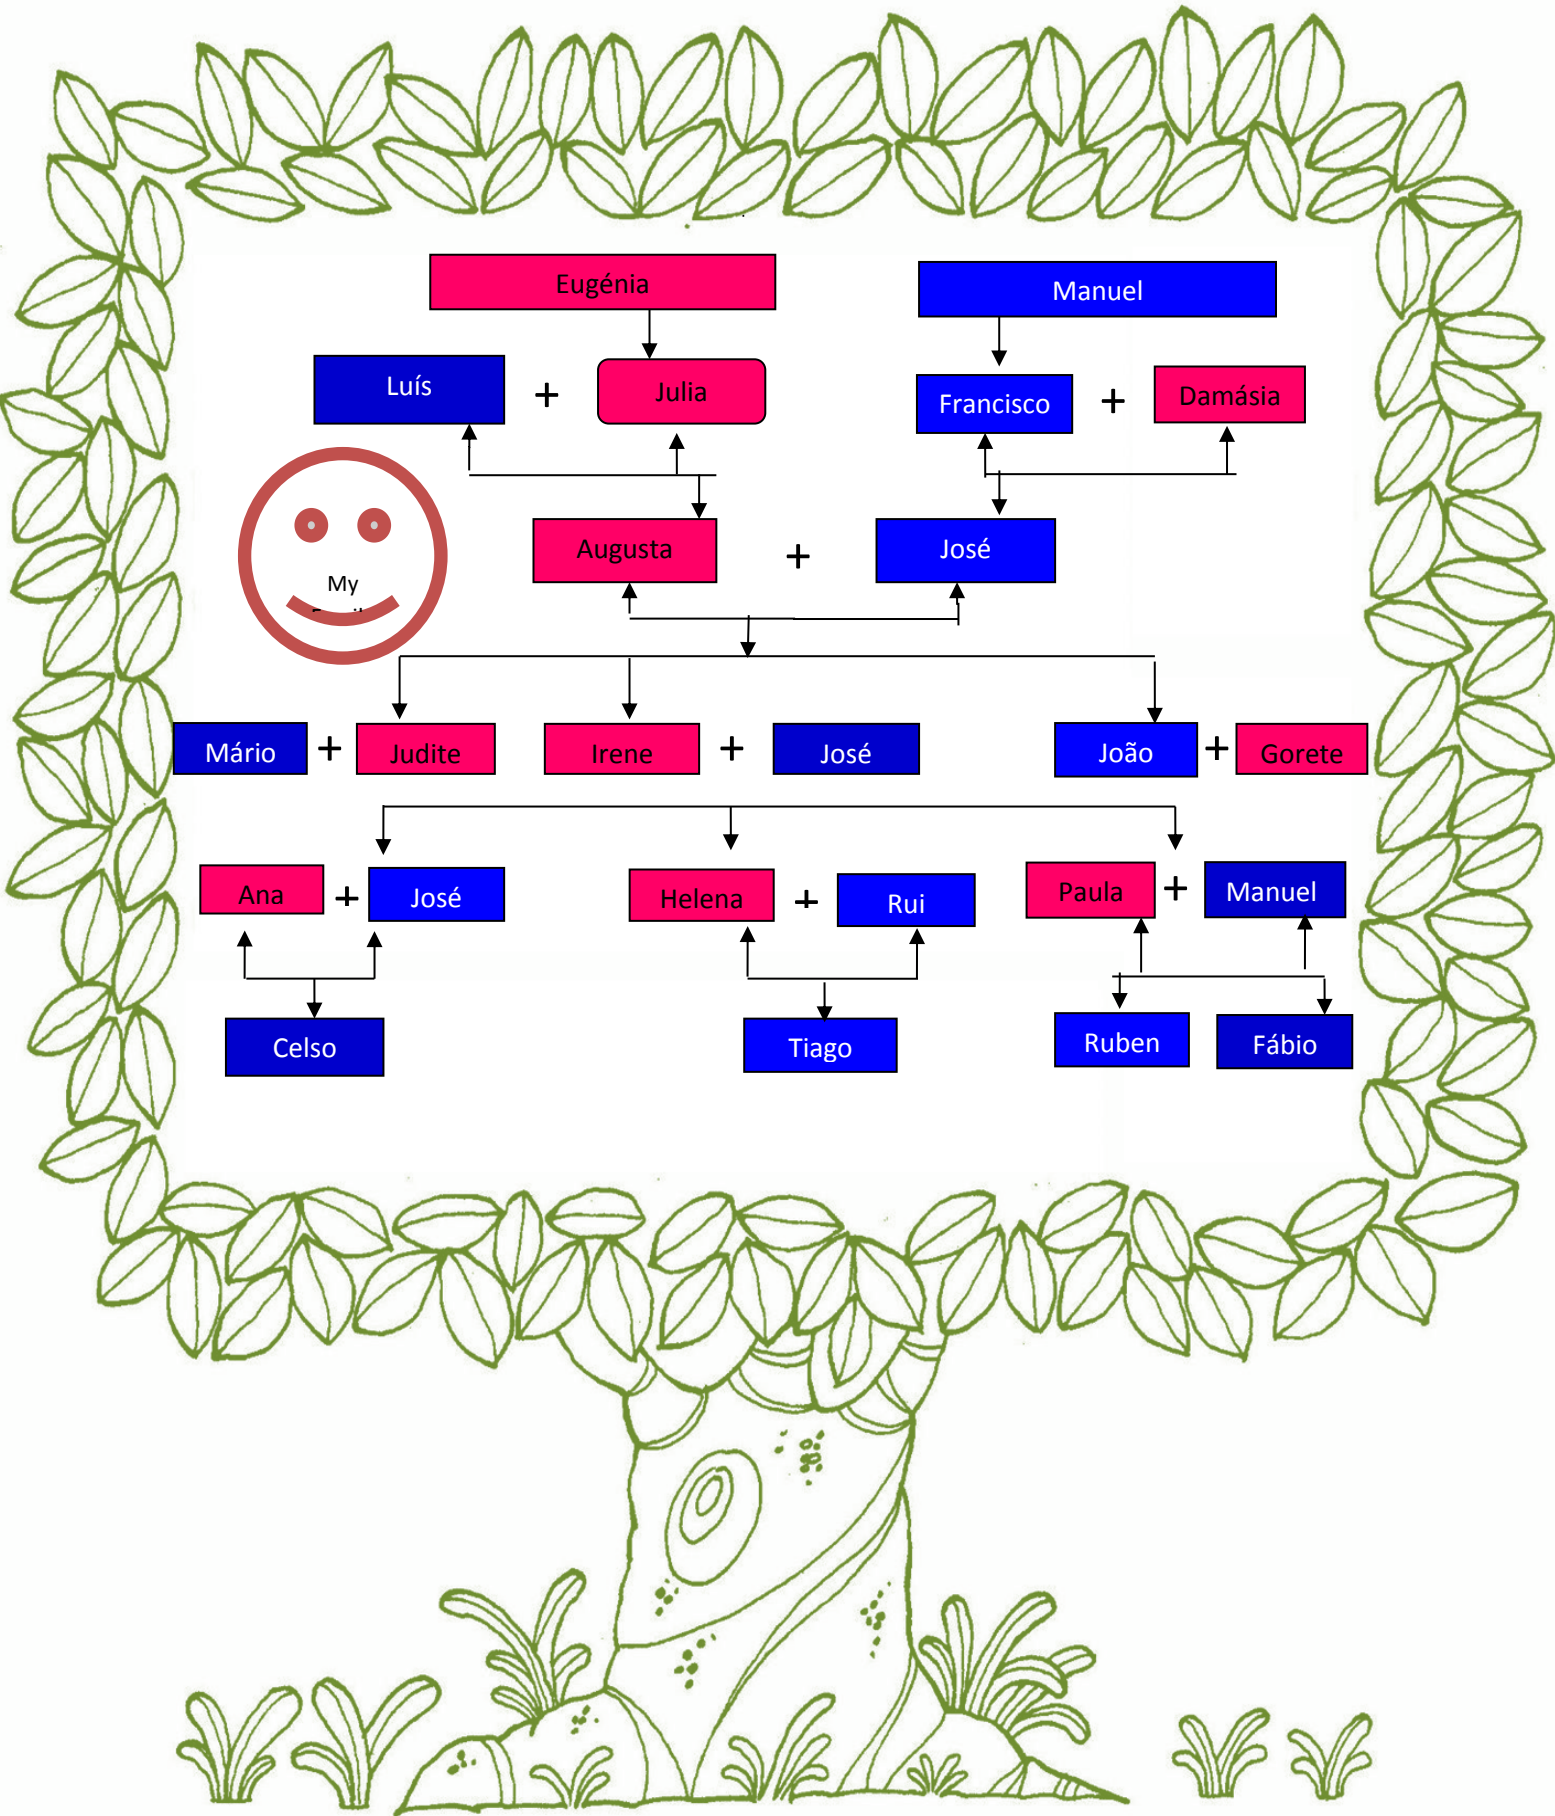 Eugénia
Manuel
Luís + Julia
Francisco + Damásia
My
Augusta + José
Mário + Judite
Irene + José
João + Gorete
Ana + José
Helena + Rui
Paula + Manuel
Celso
Tiago
Ruben
Fábio